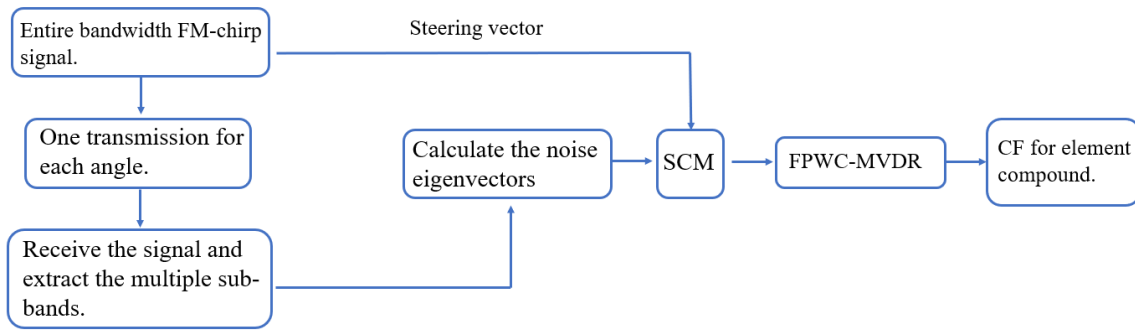 Entire bandwidth FM-chirp
signal.
Steering vector
One transmission for
each angle.
Receive the signal and
extract the multiple sub-
bands.
Calculate the noise
eigenvectors
SCM
FPWC-MVDR
CF for element
compound.